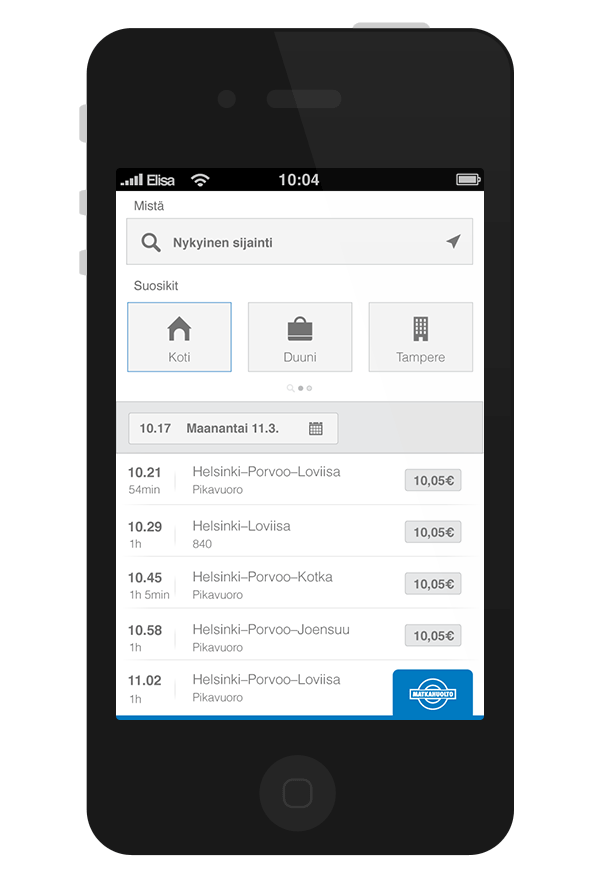 Elisa 10:04
Mistä
Nykyinen sijainti
Suosikit
Koti Duuni Tampere
10.17 Maanantai 11.3.
10.21 Helsinki–Porvoo–Loviisa 10,05€
54min Pikavuoro
10.29 Helsinki–Loviisa 10,05€
1h 840
10.45 Helsinki–Porvoo–Kotka 10,05€
1h 5min Pikavuoro
10.58 Helsinki–Porvoo–Joensuu 10,05€
1h Pikavuoro
11.02 Helsinki–Porvoo–Loviisa
1h Pikavuoro
MATKAHUOLTO